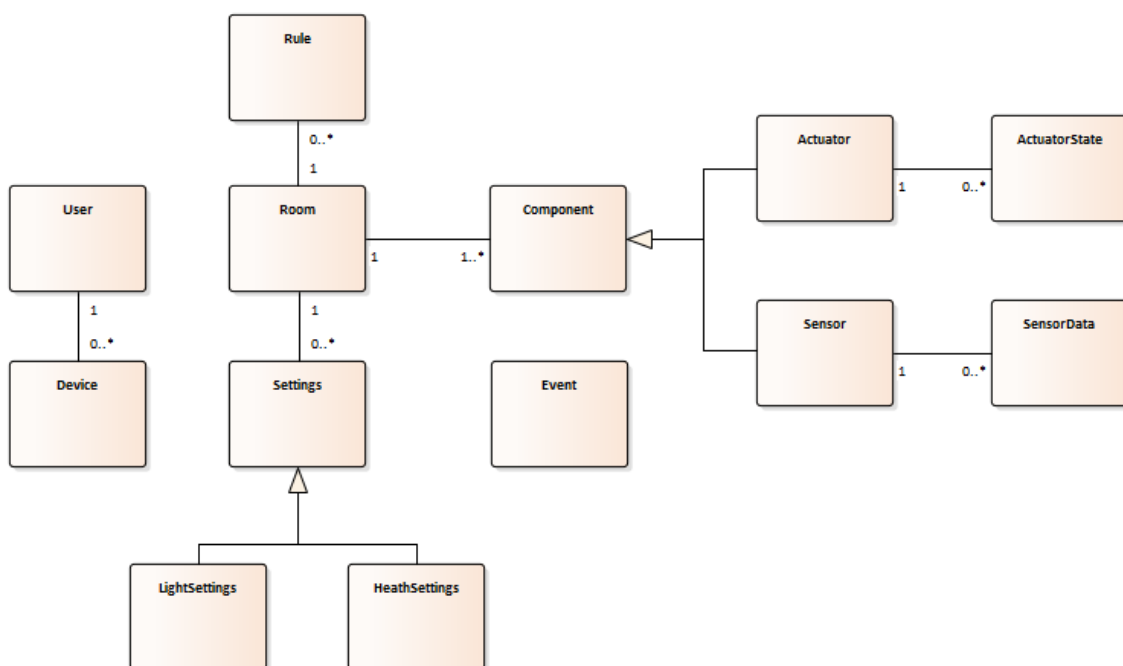 Rule
0..*
1
User
Room
Component
Actuator
ActuatorState
1
0..*
1
1..*
1
0..*
1
0..*
Device
Settings
Event
Sensor
SensorData
1
0..*
LightSettings
HeathSettings